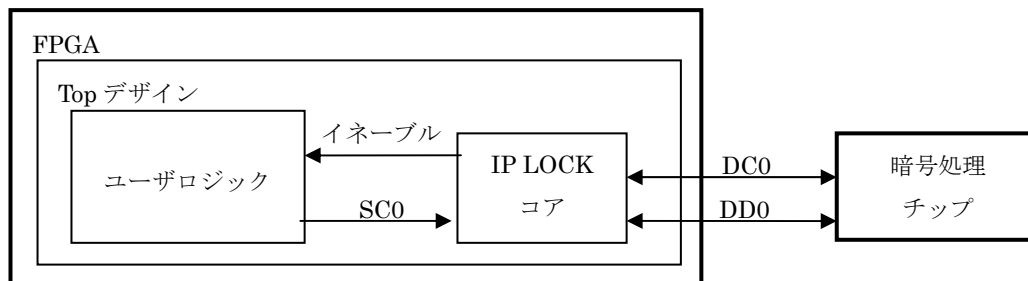 FPGA
Top デザイン
イネーブル
ユーザロジック
SC0
IP LOCK
コア
DC0
DD0
暗号処理
チップ